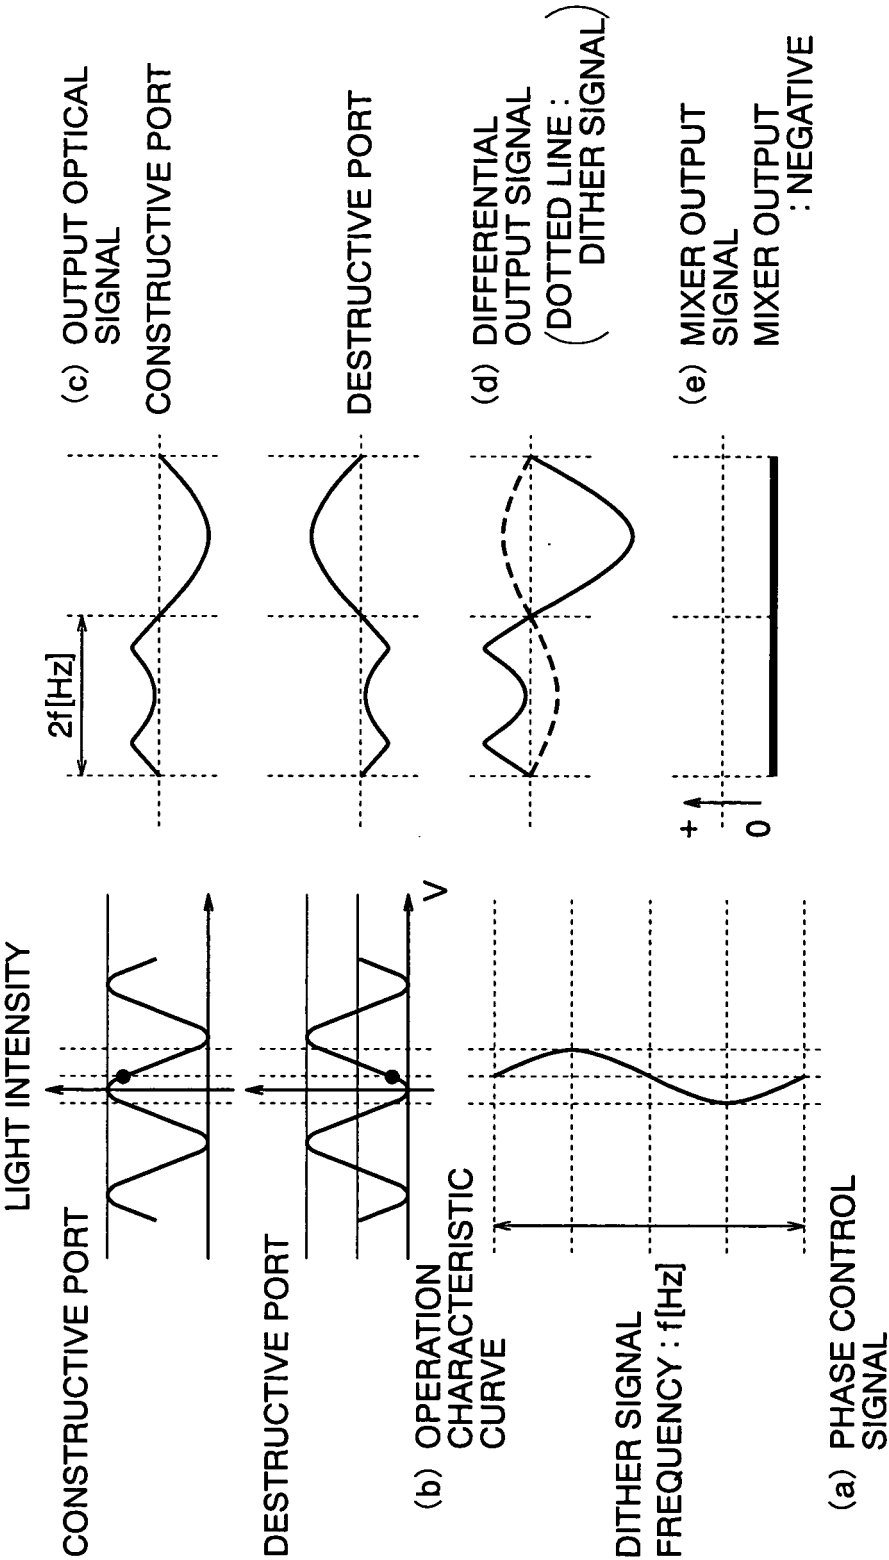 LIGHT INTENSITY
CONSTRUCTIVE PORT
DESTRUCTIVE PORT
V
(b) OPERATION
CHARACTERISTIC
CURVE
DITHER SIGNAL
FREQUENCY : f[Hz]
(a) PHASE CONTROL
SIGNAL
2f[Hz]
(c) OUTPUT OPTICAL
SIGNAL
CONSTRUCTIVE PORT
DESTRUCTIVE PORT
(d) DIFFERENTIAL
OUTPUT SIGNAL
(DOTTED LINE :
DITHER SIGNAL)
+
0
(e) MIXER OUTPUT
SIGNAL
MIXER OUTPUT
: NEGATIVE